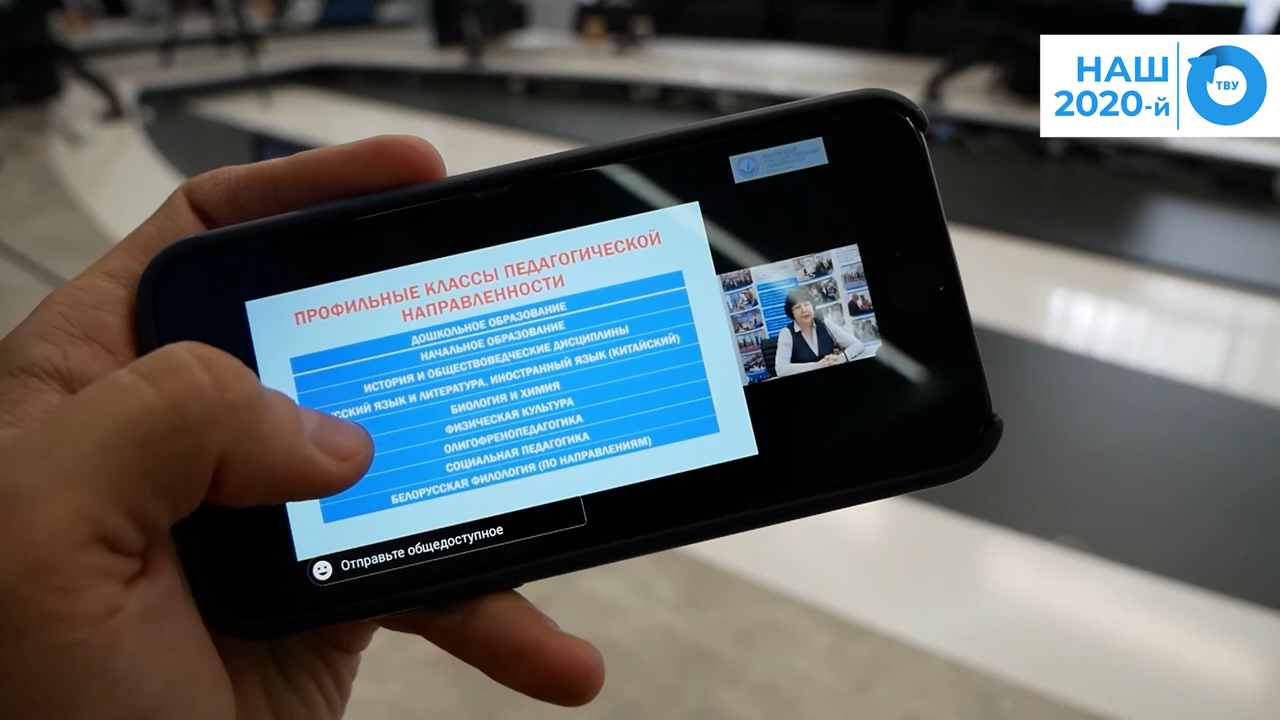 НАШ
2020-й
ТВУ
ПРОФИЛЬНЫЕ КЛАССЫ ПЕДАГОГИЧЕСКОЙ
НАПРАВЛЕННОСТИ
ДОШКОЛЬНОЕ ОБРАЗОВАНИЕ
НАЧАЛЬНОЕ ОБРАЗОВАНИЕ
ИСТОРИЯ И ОБЩЕСТВОВЕДЧЕСКИЕ ДИСЦИПЛИНЫ
ЯЗЫК И ЛИТЕРАТУРА. ИНОСТРАННЫЙ ЯЗЫК (КИТАЙСКИЙ)
БИОЛОГИЯ И ХИМИЯ
ФИЗИЧЕСКАЯ КУЛЬТУРА
ОЛИГОФРЕНОПЕДАГОГИКА
СОЦИАЛЬНАЯ ПЕДАГОГИКА
БЕЛОРУССКАЯ ФИЛОЛОГИЯ (ПО НАПРАВЛЕНИЯМ)
Отправьте общедоступное